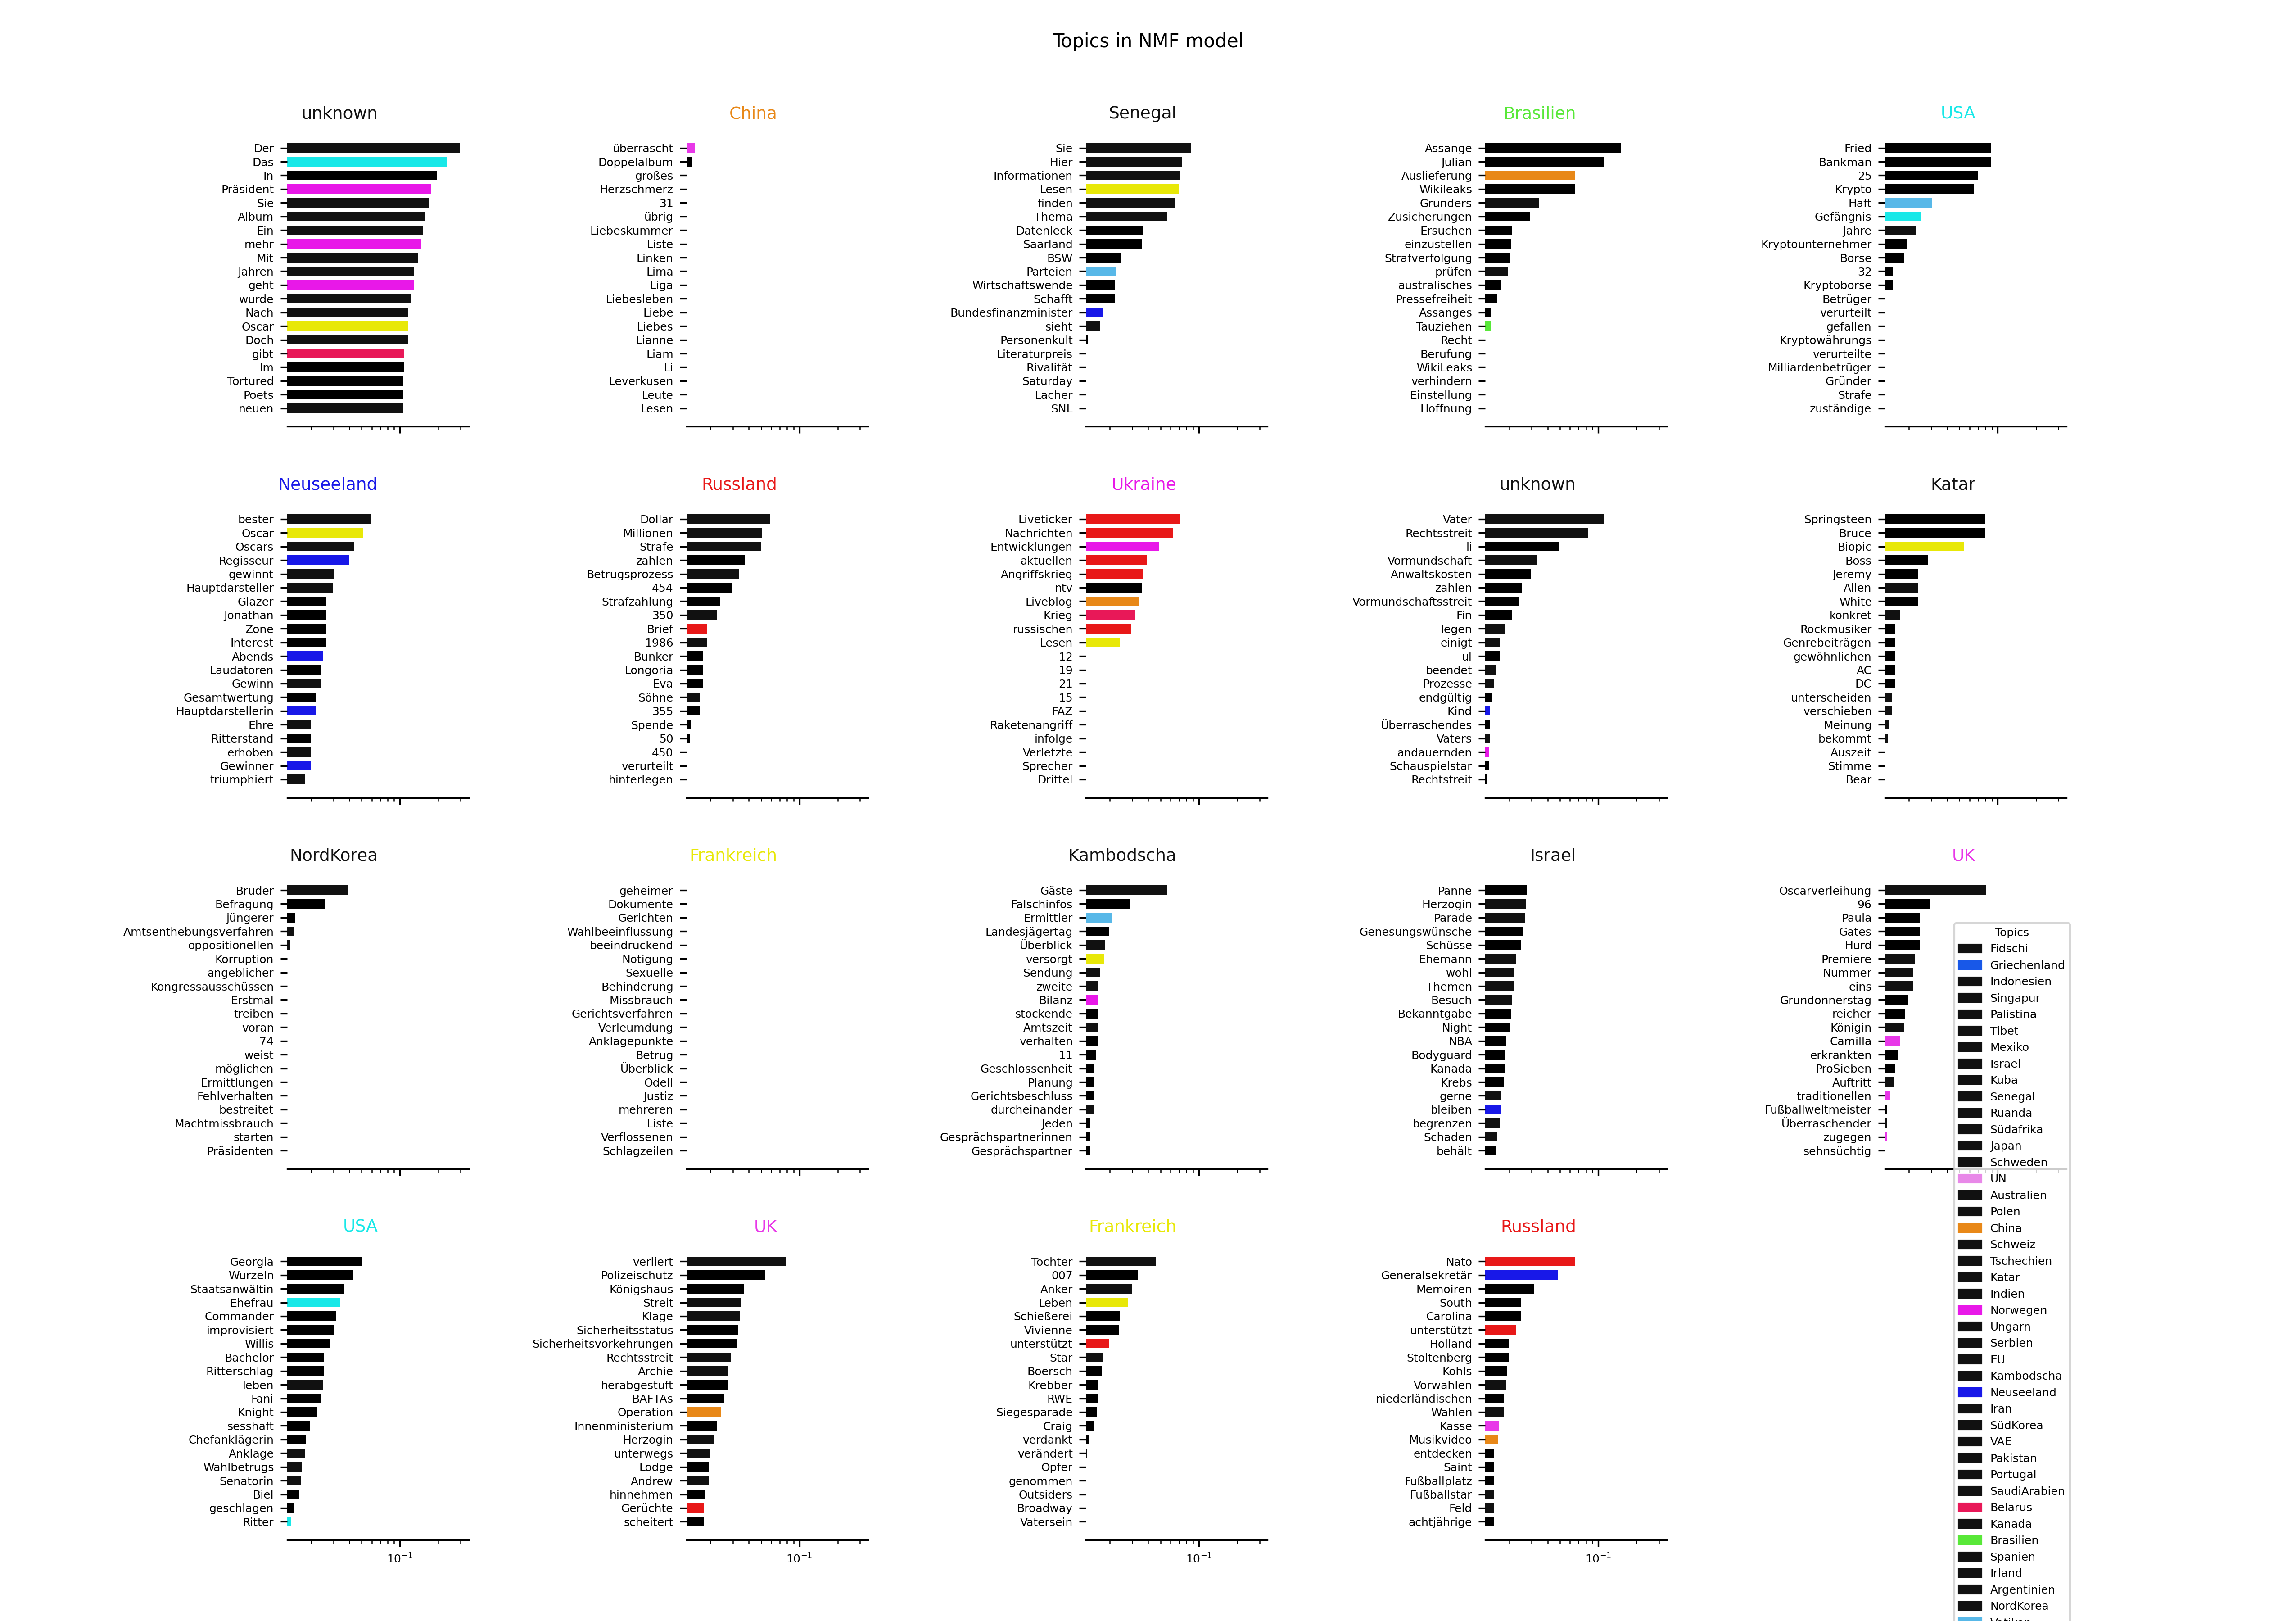 Topics in NMF model
unknown
Der
Das
In
Präsident
Sie
Album
Ein
mehr
Mit
Jahren
geht
wurde
Nach
Oscar
Doch
gibt
Im
Tortured
Poets
neuen
China
überrascht
Doppelalbum
großes
Herzschmerz
31
übrig
Liebeskummer
Liste
Linken
Lima
Liga
Liebesleben
Liebe
Liebes
Lianne
Liam
Li
Leverkusen
Leute
Lesen
Senegal
Sie
Hier
Informationen
Lesen
finden
Thema
Datenleck
Saarland
BSW
Parteien
Wirtschaftswende
Schafft
Bundesfinanzminister
sieht
Personenkult
Literaturpreis
Rivalität
Saturday
Lacher
SNL
Brasilien
Assange
Julian
Auslieferung
Wikileaks
Gründers
Zusicherungen
Ersuchen
einzustellen
Strafverfolgung
prüfen
australisches
Pressefreiheit
Assanges
Tauziehen
Recht
Berufung
WikiLeaks
verhindern
Einstellung
Hoffnung
USA
Fried
Bankman
25
Krypto
Haft
Gefängnis
Jahre
Kryptounternehmer
Börse
32
Kryptobörse
Betrüger
verurteilt
gefallen
Kryptowährungs
verurteilte
Milliardenbetrüger
Gründer
Strafe
zuständige
Neuseeland
bester
Oscar
Oscars
Regisseur
gewinnt
Hauptdarsteller
Glazer
Jonathan
Zone
Interest
Abends
Laudatoren
Gewinn
Gesamtwertung
Hauptdarstellerin
Ehre
Ritterstand
erhoben
Gewinner
triumphiert
Russland
Dollar
Millionen
Strafe
zahlen
Betrugsprozess
454
Strafzahlung
350
Brief
1986
Bunker
Longoria
Eva
Söhne
355
Spende
50
450
verurteilt
hinterlegen
Ukraine
Liveticker
Nachrichten
Entwicklungen
aktuellen
Angriffskrieg
ntv
Liveblog
Krieg
russischen
Lesen
12
19
21
15
FAZ
Raketenangriff
infolge
Verletzte
Sprecher
Drittel
unknown
Vater
Rechtsstreit
li
Vormundschaft
Anwaltskosten
zahlen
Vormundschaftsstreit
Fin
legen
einigt
ul
beendet
Prozesse
endgültig
Kind
Überraschendes
Vaters
andauernden
Schauspielstar
Rechtstreit
Katar
Springsteen
Bruce
Biopic
Boss
Jeremy
Allen
White
konkret
Rockmusiker
Genrebeiträgen
gewöhnlichen
AC
DC
unterscheiden
verschieben
Meinung
bekommt
Auszeit
Stimme
Bear
NordKorea
Bruder
Befragung
jüngerer
Amtsenthebungsverfahren
oppositionellen
Korruption
angeblicher
Kongressausschüssen
Erstmal
treiben
voran
74
weist
möglichen
Ermittlungen
Fehlverhalten
bestreitet
Machtmissbrauch
starten
Präsidenten
Frankreich
geheimer
Dokumente
Gerichten
Wahlbeeinflussung
beeindruckend
Nötigung
Sexuelle
Behinderung
Missbrauch
Gerichtsverfahren
Verleumdung
Anklagepunkte
Betrug
Überblick
Odell
Justiz
mehreren
Liste
Verflossenen
Schlagzeilen
Kambodscha
Gäste
Falschinfos
Ermittler
Landesjägertag
Überblick
versorgt
Sendung
zweite
Bilanz
stockende
Amtszeit
verhalten
11
Geschlossenheit
Planung
Gerichtsbeschluss
durcheinander
Jeden
Gesprächspartnerinnen
Gesprächspartner
Israel
Panne
Herzogin
Parade
Genesungswünsche
Schüsse
Ehemann
wohl
Themen
Besuch
Bekanntgabe
Night
NBA
Bodyguard
Kanada
Krebs
gerne
bleiben
begrenzen
Schaden
behält
UK
Oscarverleihung
96
Paula
Gates
Hurd
Premiere
Nummer
eins
Gründonnerstag
reicher
Königin
Camilla
erkrankten
ProSieben
Auftritt
traditionellen
Fußballweltmeister
Überraschender
zugegen
sehnsüchtig
USA
Georgia
Wurzeln
Staatsanwältin
Ehefrau
Commander
improvisiert
Willis
Bachelor
Ritterschlag
leben
Fani
Knight
sesshaft
Chefanklägerin
Anklage
Wahlbetrugs
Senatorin
Biel
geschlagen
Ritter
10⁻¹
UK
verliert
Polizeischutz
Königshaus
Streit
Klage
Sicherheitsstatus
Sicherheitsvorkehrungen
Rechtsstreit
Archie
herabgestuft
BAFTAs
Operation
Innenministerium
Herzogin
unterwegs
Lodge
Andrew
hinnehmen
Gerüchte
scheitert
10⁻¹
Frankreich
Tochter
007
Anker
Leben
Schießerei
Vivienne
unterstützt
Star
Boersch
Krebber
RWE
Siegesparade
Craig
verdankt
verändert
Opfer
genommen
Outsiders
Broadway
Vatersein
10⁻¹
Russland
Nato
Generalsekretär
Memoiren
South
Carolina
unterstützt
Holland
Stoltenberg
Kohls
Vorwahlen
niederländischen
Wahlen
Kasse
Musikvideo
entdecken
Saint
Fußballplatz
Fußballstar
Feld
achtjährige
10⁻¹
Topics
Fidschi
Griechenland
Indonesien
Singapur
Palistina
Tibet
Mexiko
Israel
Kuba
Senegal
Ruanda
Südafrika
Japan
Schweden
UN
Australien
Polen
China
Schweiz
Tschechien
Katar
Indien
Norwegen
Ungarn
Serbien
EU
Kambodscha
Neuseeland
Iran
SüdKorea
VAE
Pakistan
Portugal
SaudiArabien
Belarus
Kanada
Brasilien
Spanien
Irland
Argentinien
NordKorea